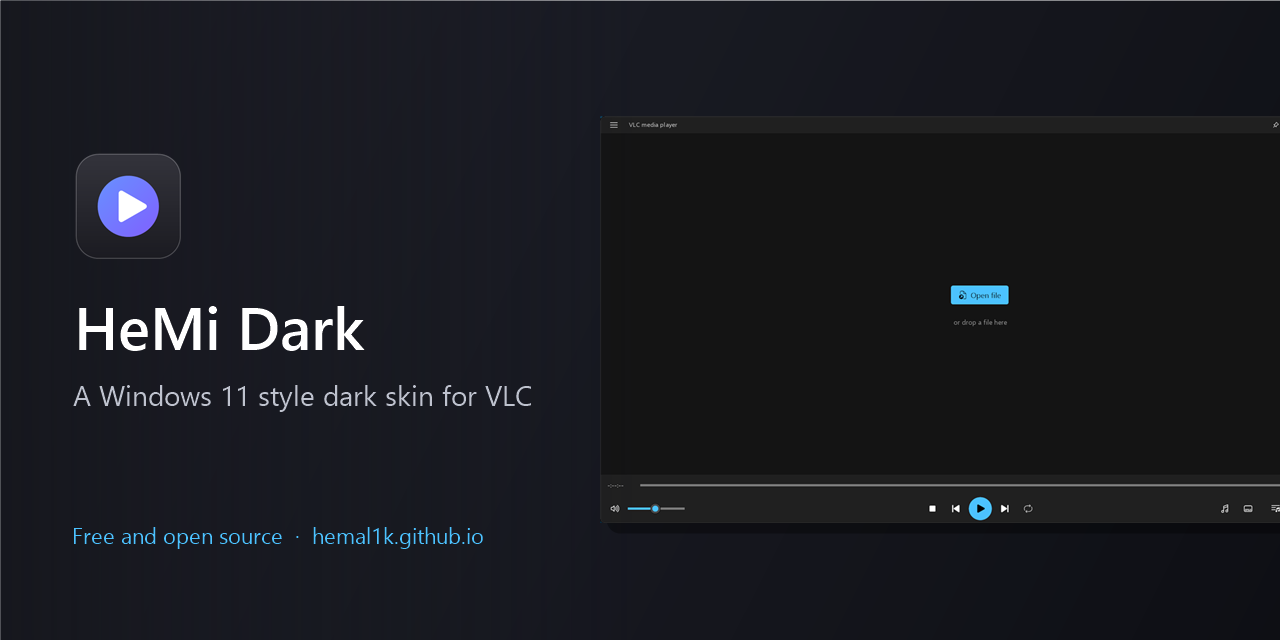 HeMi Dark
A Windows 11 style dark skin for VLC
Free and open source · hemal1k.github.io
VLC media player
Open file
or drop a file here
--:--:--